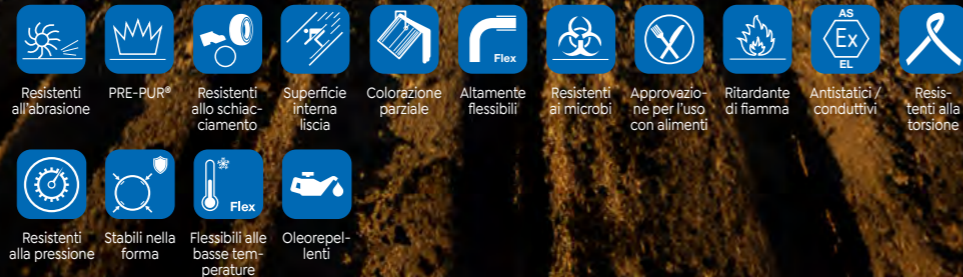 Flex
AS
Ex
EL
Resistenti
all'abrasione
PRE-PUR®
Resistenti
allo schiac-
ciamento
Superficie
interna
liscia
Colorazione
parziale
Altamente
flessibili
Resistenti
ai microbi
Approvazio-
ne per l'uso
con alimenti
Ritardante
di fiamma
Antistatici /
conduttivi
Resis-
tenti alla
torsione
Flex
Resistenti
alla pressione
Stabili nella
forma
Flessibili alle
basse tem-
perature
Oleorepel-
lenti